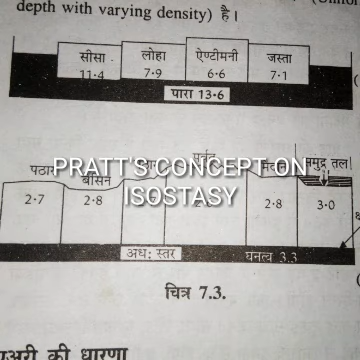 depth with varying density) है।
सीसा लोहा ऐण्टीमनी जस्ता
11·4 7·9 6·6 7·1
पारा 13·6
PRATT'S CONCEPT ON
ISOSTASY
पठार बेसिन समुद्र तल
2·7 2·8 2·8 3·0
अधः स्तर घनत्व 3.3
चित्र 7.3.
की धारणा